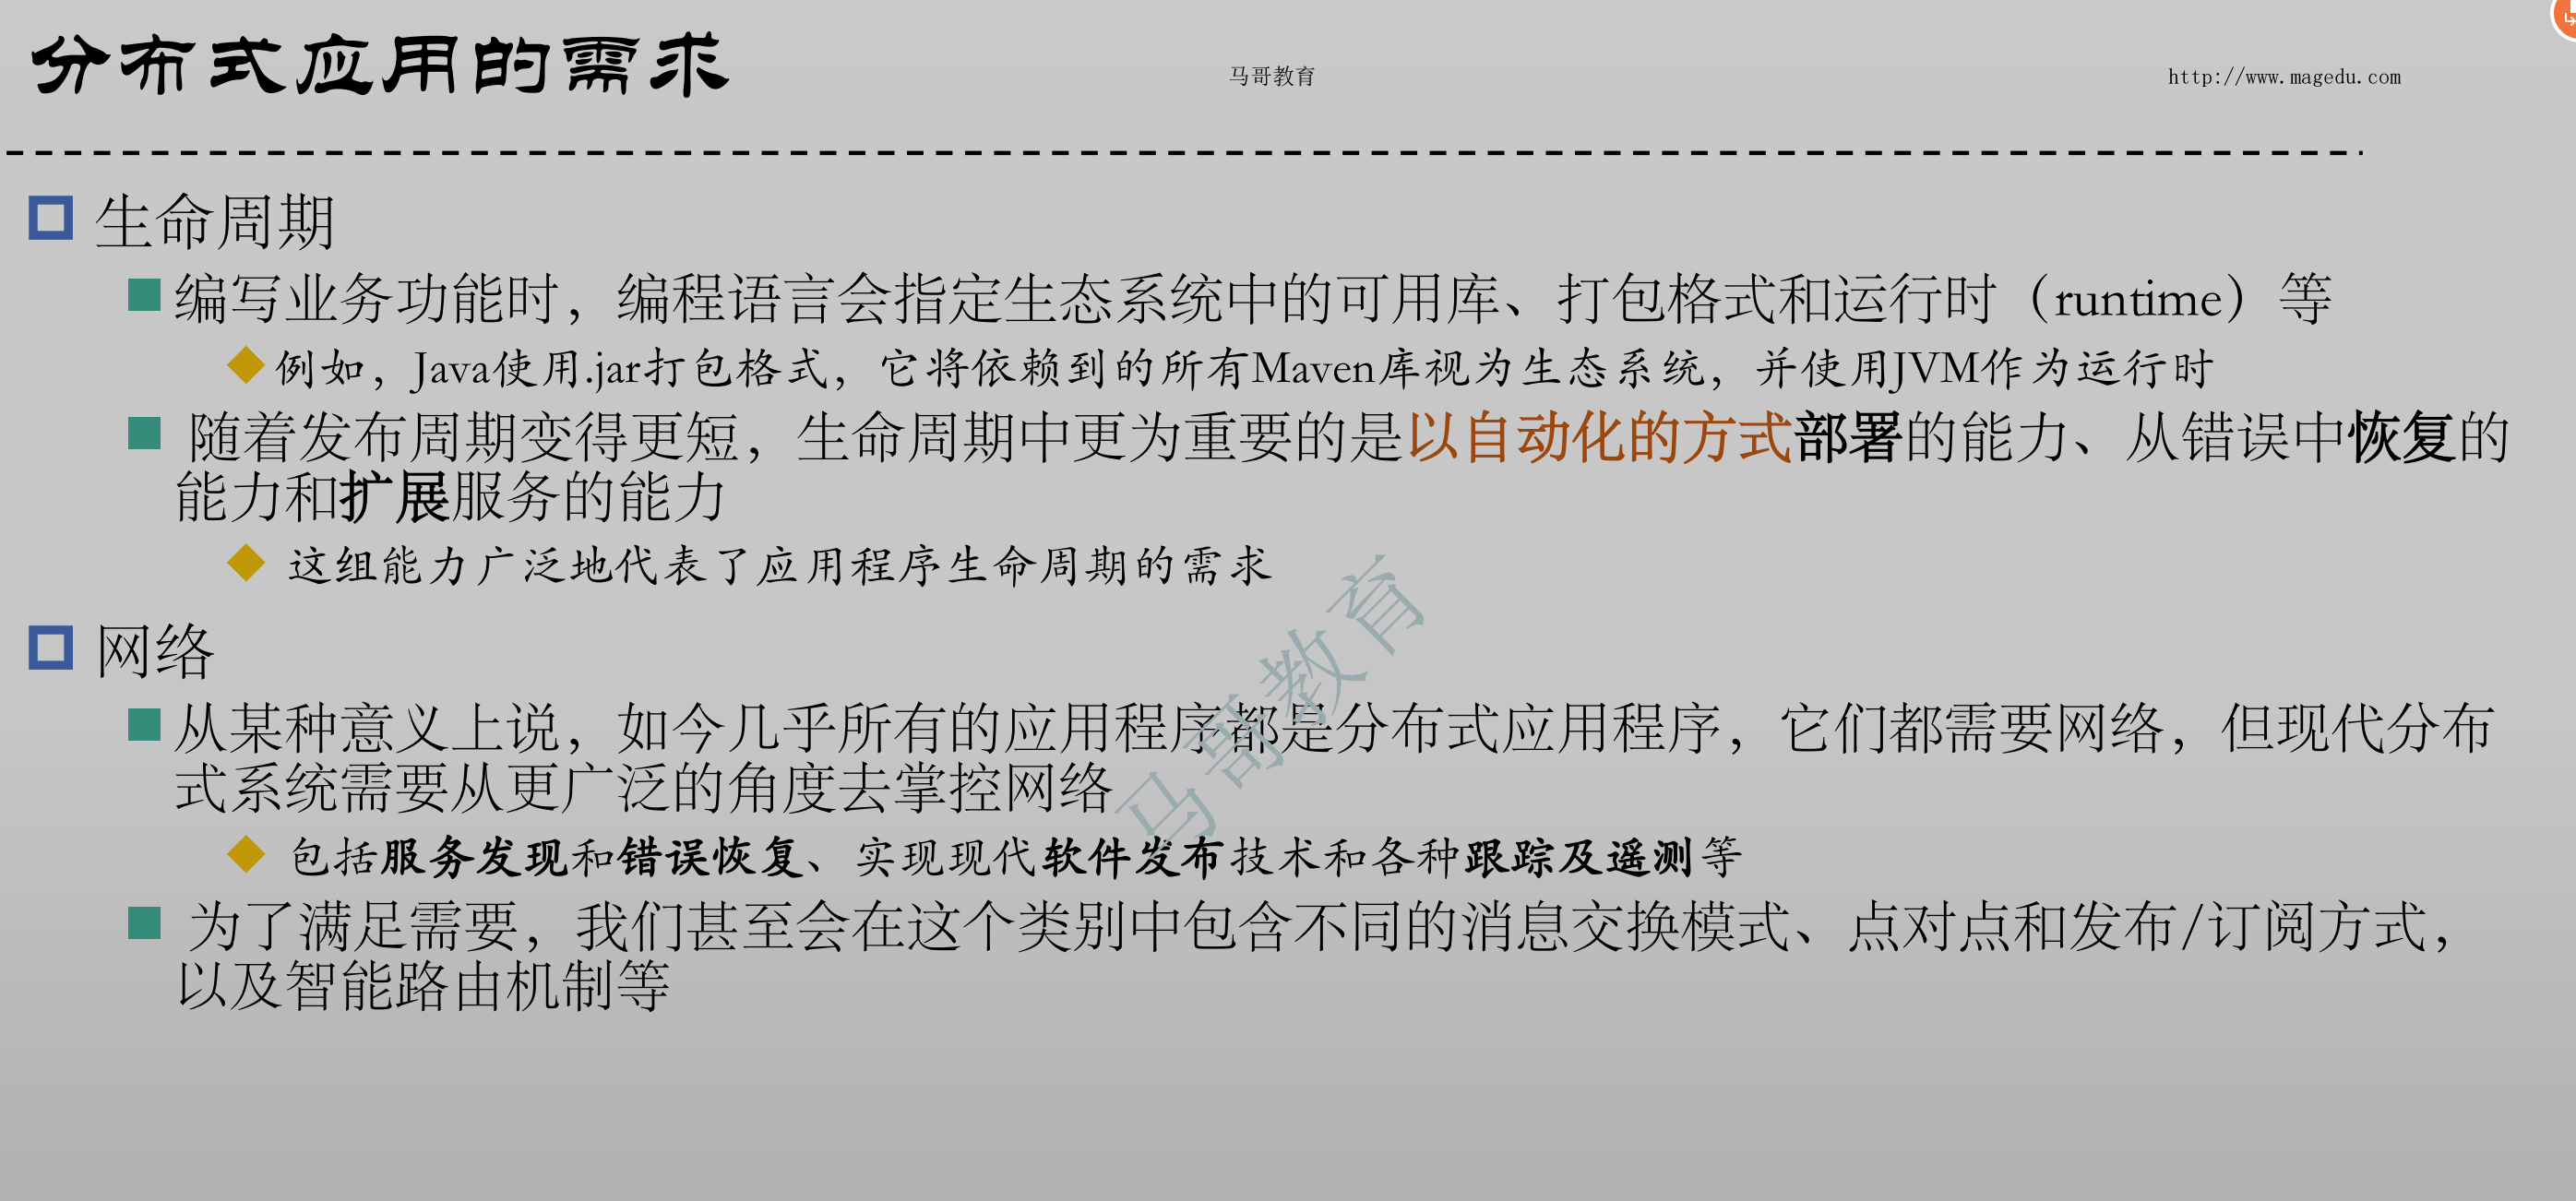 分布式应用的需求
马哥教育
http://www.magedu.com
生命周期
编写业务功能时，编程语言会指定生态系统中的可用库、打包格式和运行时（runtime）等
例如，Java使用.jar打包格式，它将依赖到的所有Maven库视为生态系统，并使用JVM作为运行时
随着发布周期变得更短，生命周期中更为重要的是以自动化的方式部署的能力、从错误中恢复的
能力和扩展服务的能力
这组能力广泛地代表了应用程序生命周期的需求
网络
从某种意义上说，如今几乎所有的应用程序都是分布式应用程序，它们都需要网络，但现代分布
式系统需要从更广泛的角度去掌控网络
包括服务发现和错误恢复、实现现代软件发布技术和各种跟踪及遥测等
为了满足需要，我们甚至会在这个类别中包含不同的消息交换模式、点对点和发布/订阅方式，
以及智能路由机制等
马哥教育